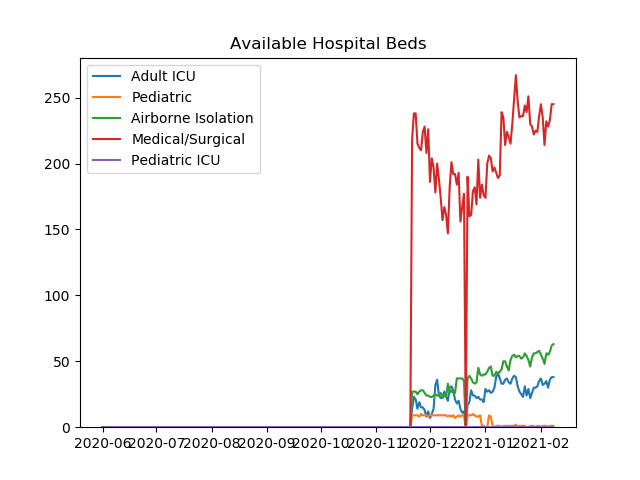 Available Hospital Beds
Adult ICU
Pediatric
Airborne Isolation
Medical/Surgical
Pediatric ICU
250
200
150
100
50
0
2020-06 2020-07 2020-08 2020-09 2020-10 2020-11 2020-12 2021-01 2021-02